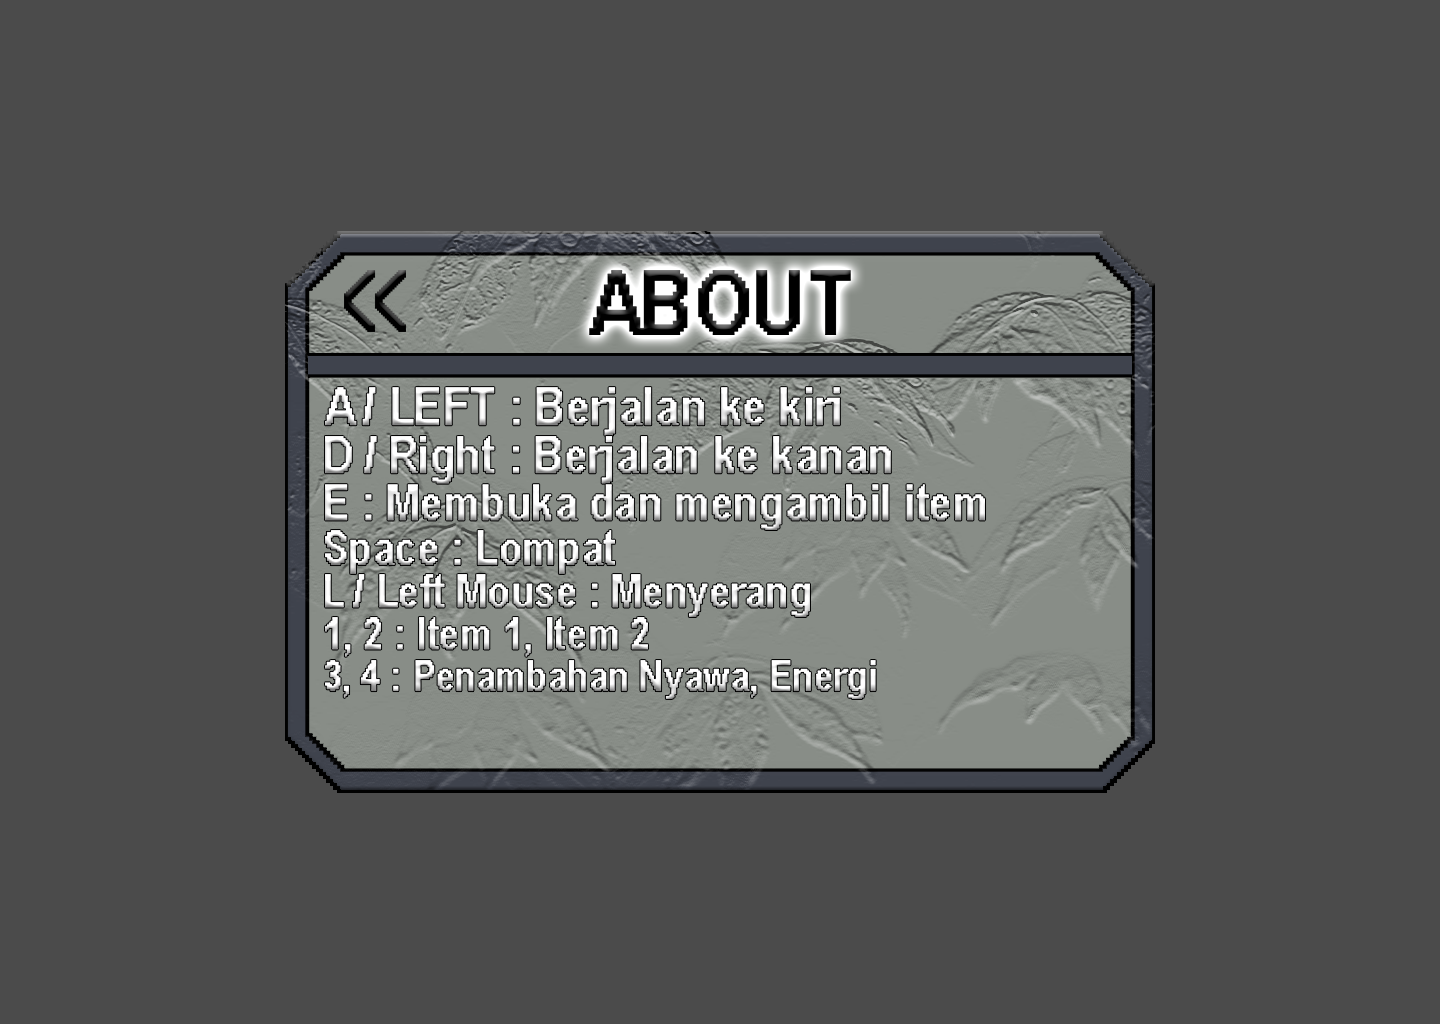 ABOUT
A / LEFT : Berjalan ke kiri
D / Right : Berjalan ke kanan
E : Membuka dan mengambil item
Space : Lompat
L / Left Mouse : Menyerang
1, 2 : Item 1, Item 2
3, 4 : Penambahan Nyawa, Energi